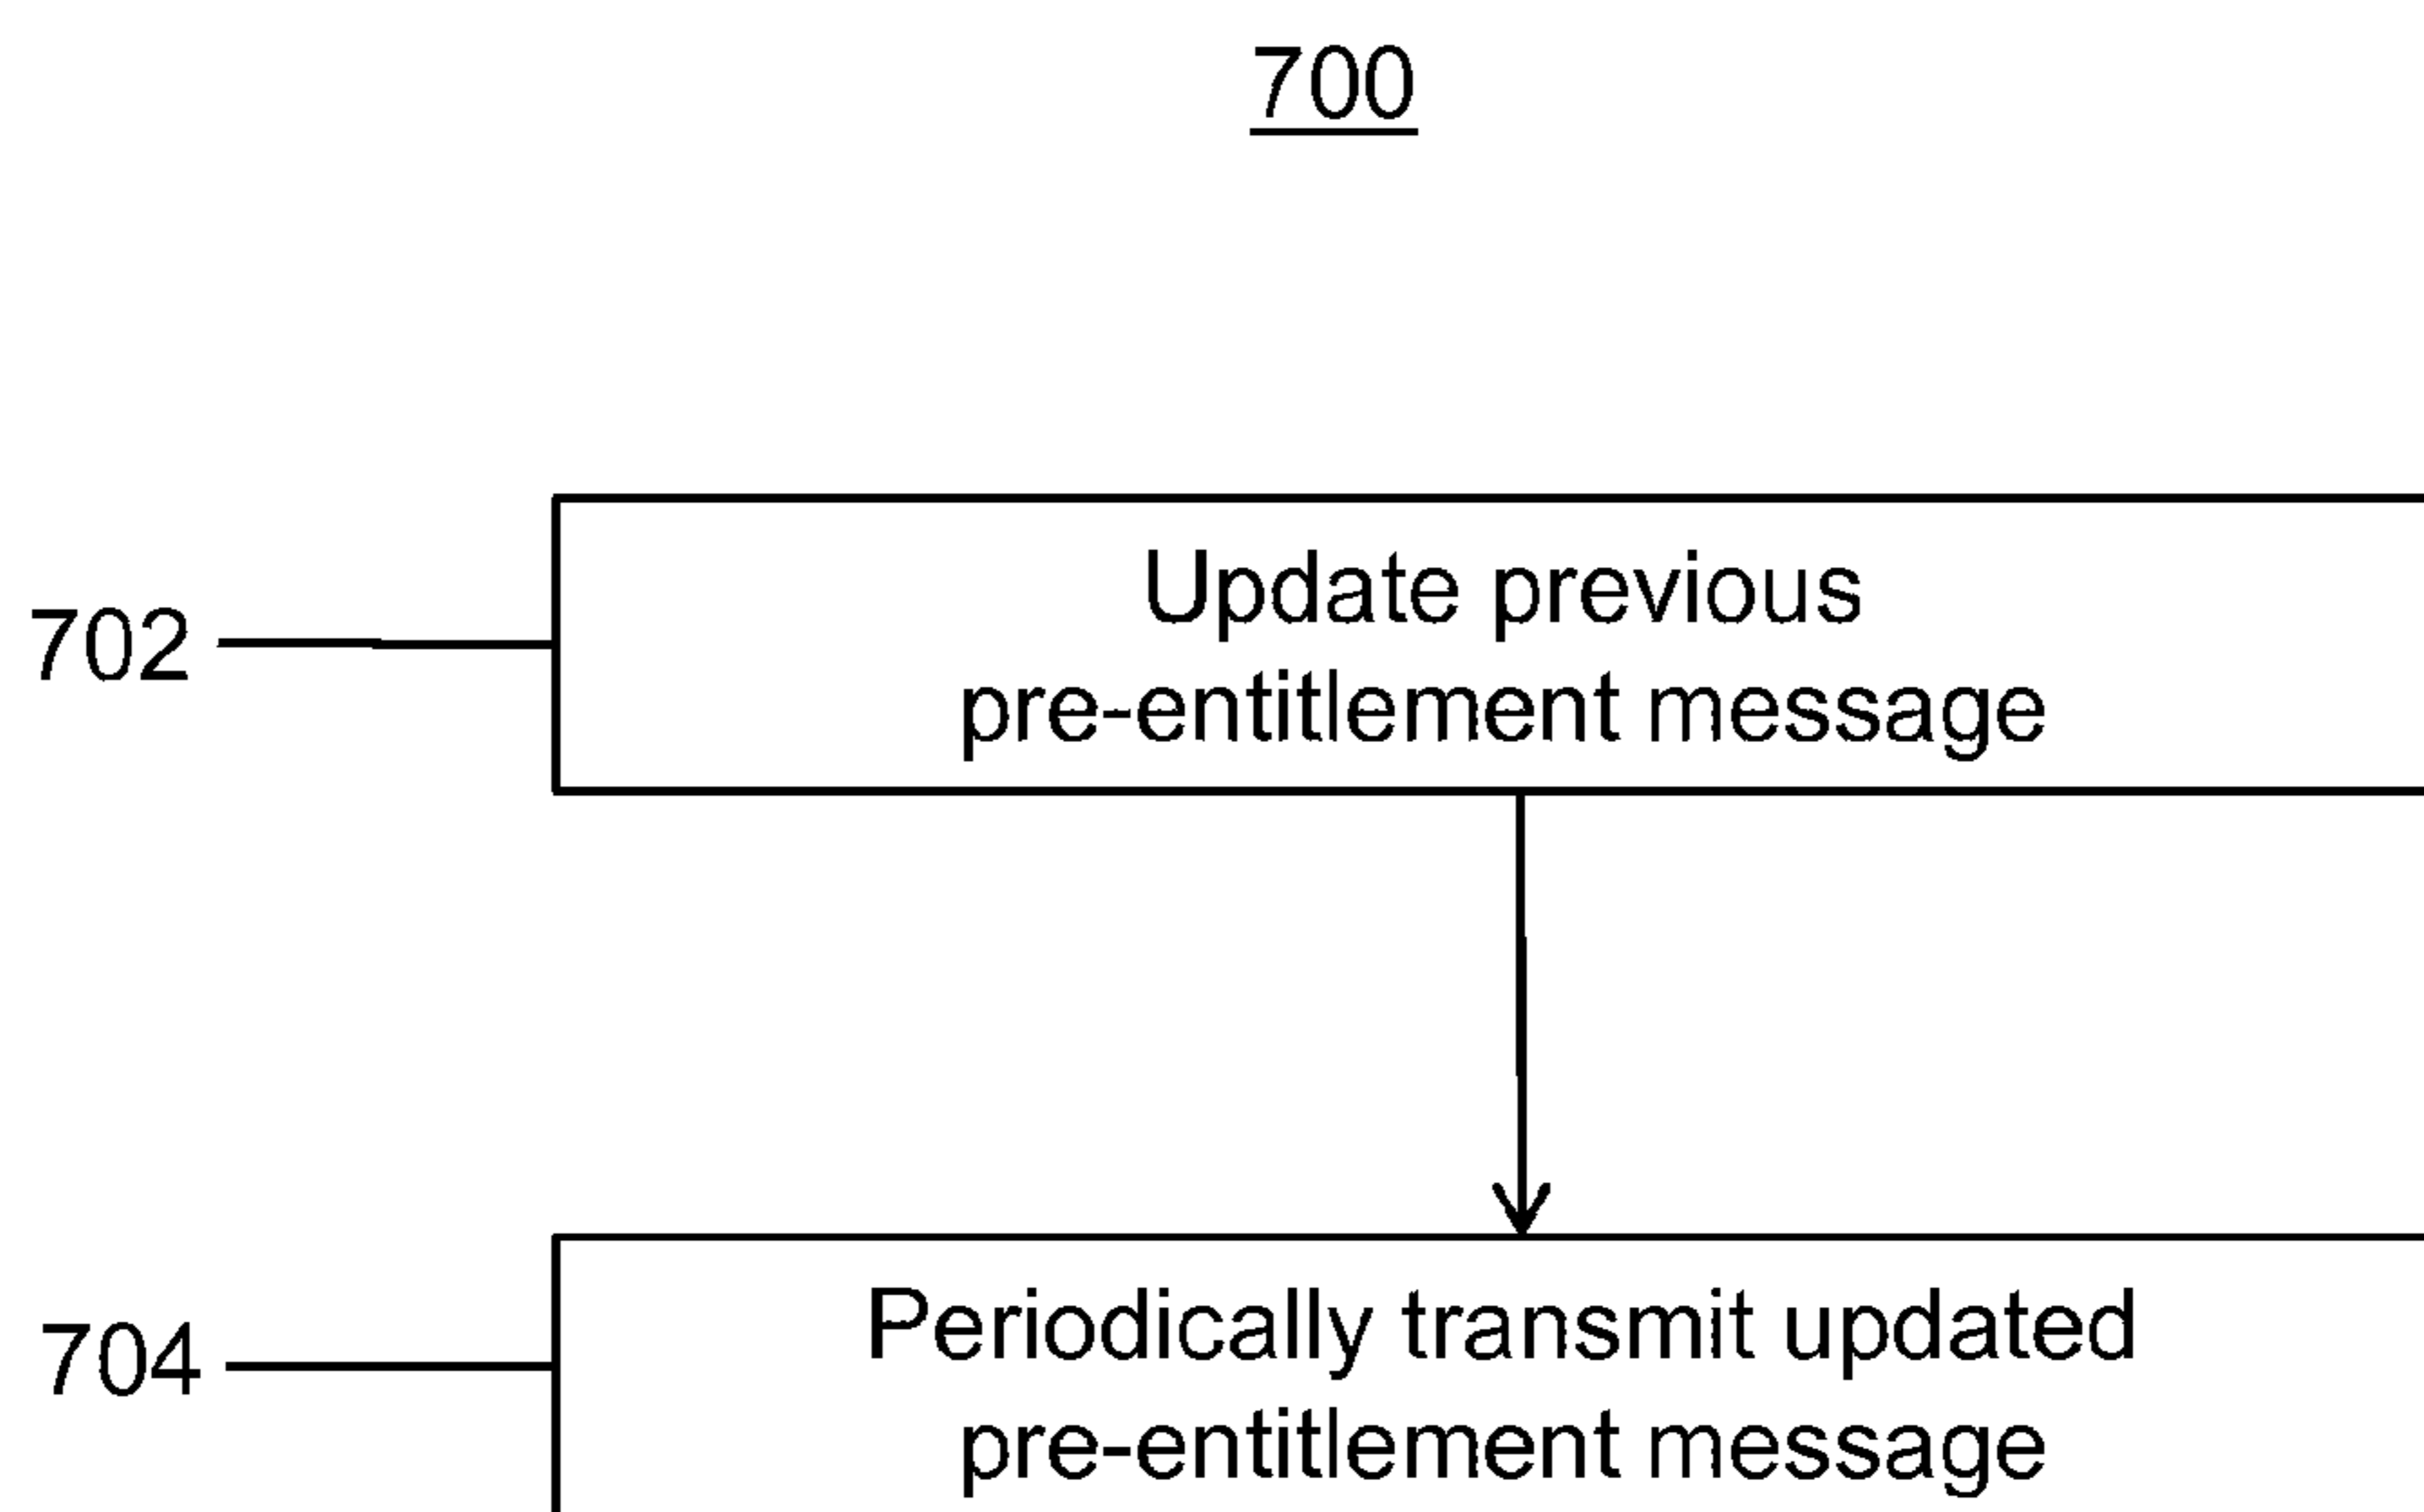 700
702
Update previous
pre-entitlement message
704
Periodically transmit updated
pre-entitlement message